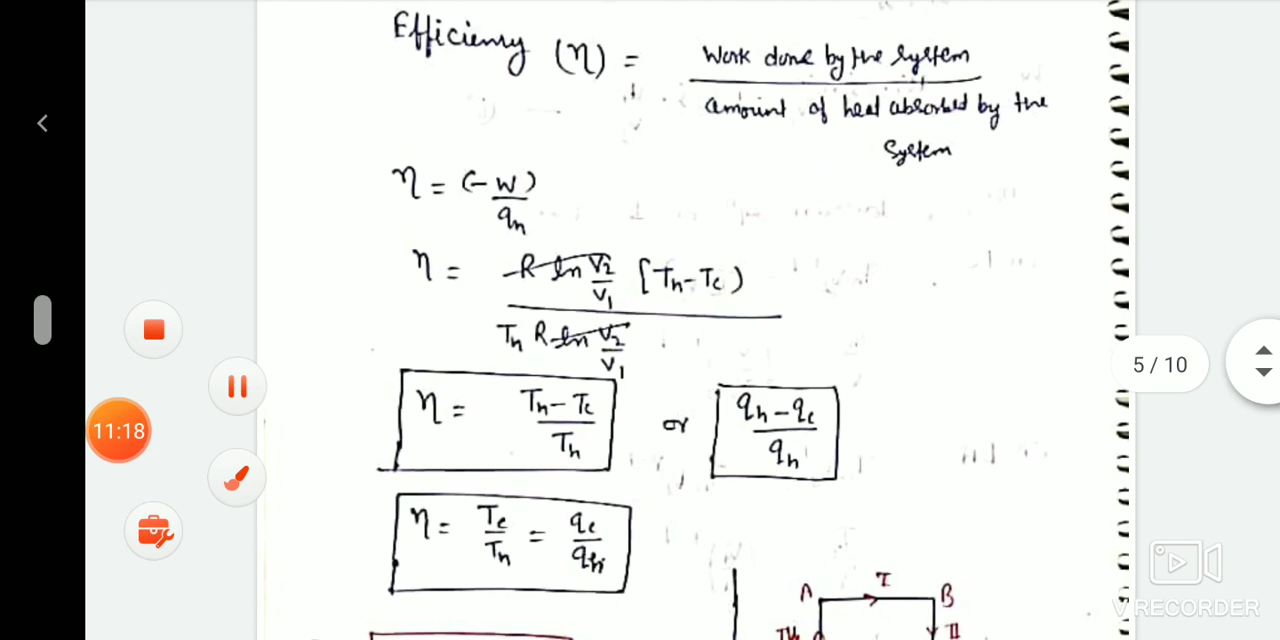 Efficienry (η) = Work done by the system
amount of heat absorbed by the
system
η = (-W)
qh
η = R ln V2/V1 [Th-Tc)
Th R ln V2/V1
5 / 10
η = Th-Tc / Th or qh-qc / qh
11:18
η = Tc/Th = qc/qh
A I B
II
V RECORDER